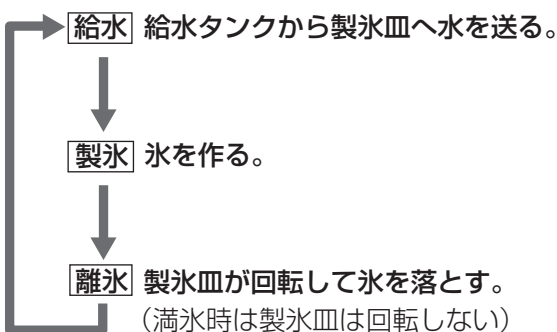 給水 給水タンクから製氷皿へ水を送る。
製氷 氷を作る。
離氷 製氷皿が回転して氷を落とす。
（満氷時は製氷皿は回転しない）